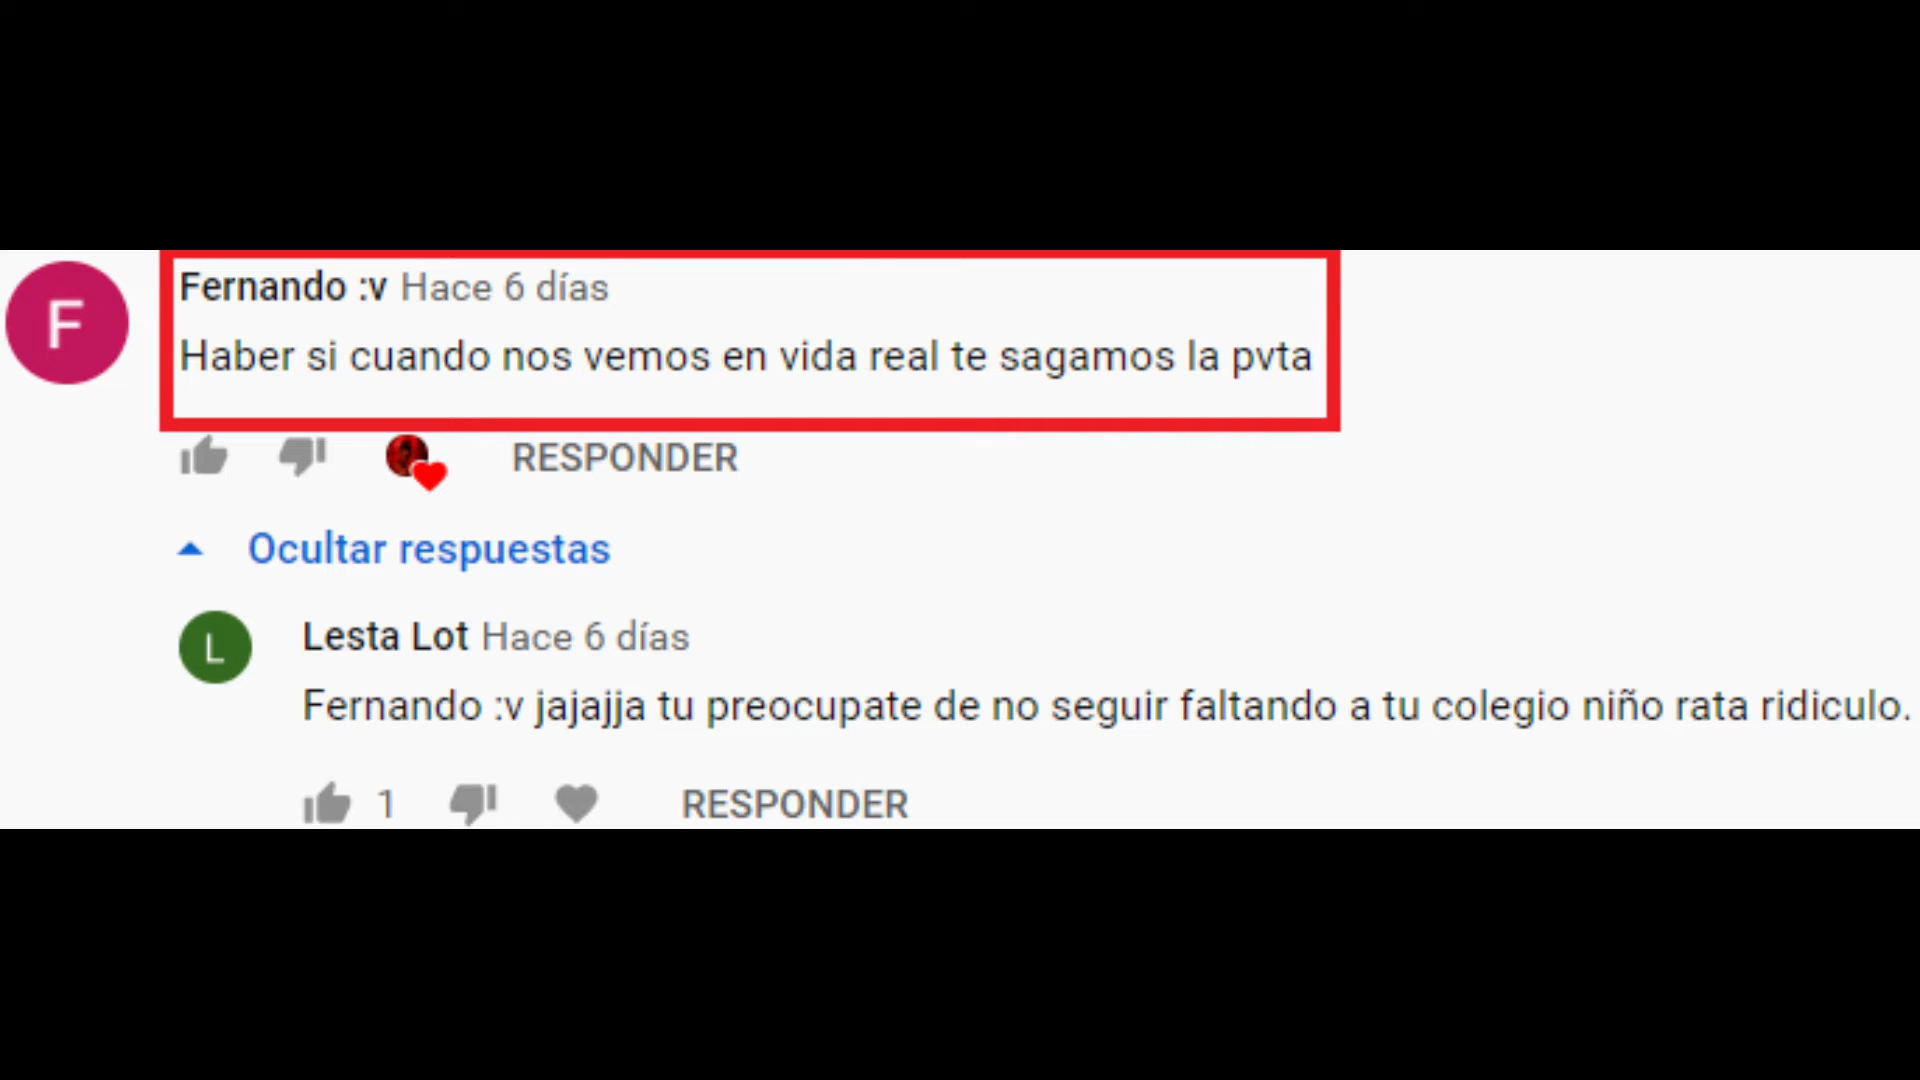 F
Fernando :v Hace 6 días
Haber si cuando nos vemos en vida real te sagamos la pvta
RESPONDER
Ocultar respuestas
L
Lesta Lot Hace 6 días
Fernando :v jajajja tu preocupate de no seguir faltando a tu colegio niño rata ridiculo.
1 RESPONDER